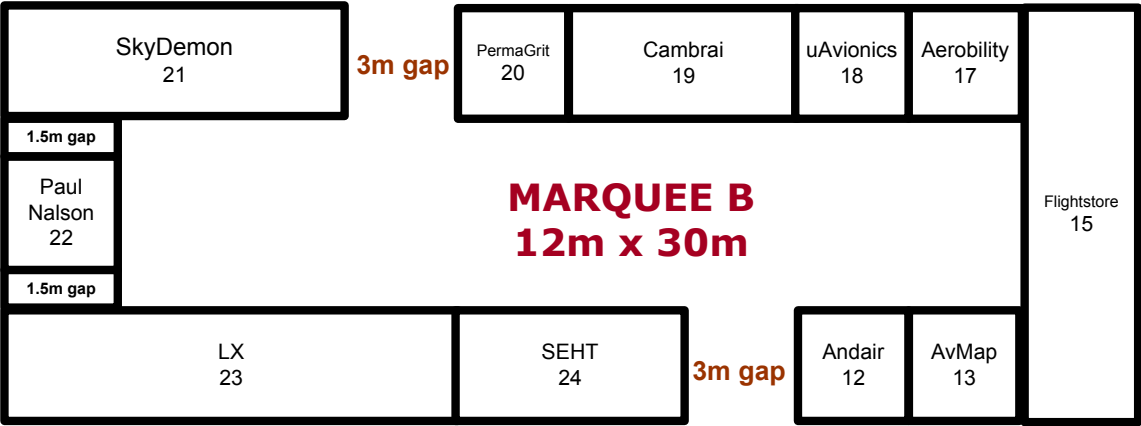 SkyDemon
21
3m gap
PermaGrit
20
Cambrai
19
uAvionics
18
Aerobility
17
1.5m gap
Paul
Nalson
22
1.5m gap
MARQUEE B
12m x 30m
Flightstore
15
LX
23
SEHT
24
3m gap
Andair
12
AvMap
13